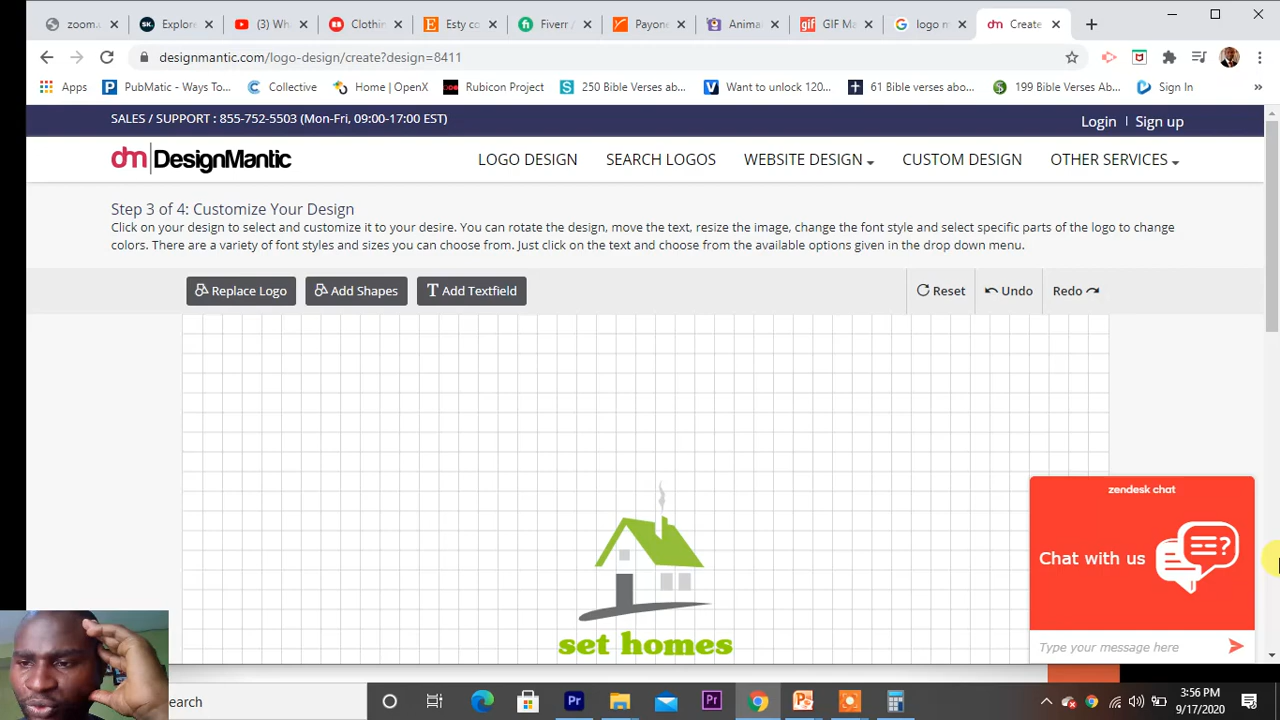 zoom.
Explore
(3) Wh
Clothin
Esty co
Fiverr /
Payone
Animal
GIF Ma
logo m
Create
designmantic.com/logo-design/create?design=8411
Apps
PubMatic - Ways To...
Collective
Home | OpenX
Rubicon Project
250 Bible Verses ab...
Want to unlock 120...
61 Bible verses abo...
199 Bible Verses Ab...
Sign In
SALES / SUPPORT : 855-752-5503 (Mon-Fri, 09:00-17:00 EST)
Login
Sign up
dm DesignMantic
LOGO DESIGN
SEARCH LOGOS
WEBSITE DESIGN
CUSTOM DESIGN
OTHER SERVICES
Step 3 of 4: Customize Your Design
Click on your design to select and customize it to your desire. You can rotate the design, move the text, resize the image, change the font style and select specific parts of the logo to change
colors. There are a variety of font styles and sizes you can choose from. Just click on the text and choose from the available options given in the drop down menu.
Replace Logo
Add Shapes
T Add Textfield
Reset
Undo
Redo
zendesk chat
Chat with us
Type your message here
set homes
earch
3:56 PM
9/17/2020